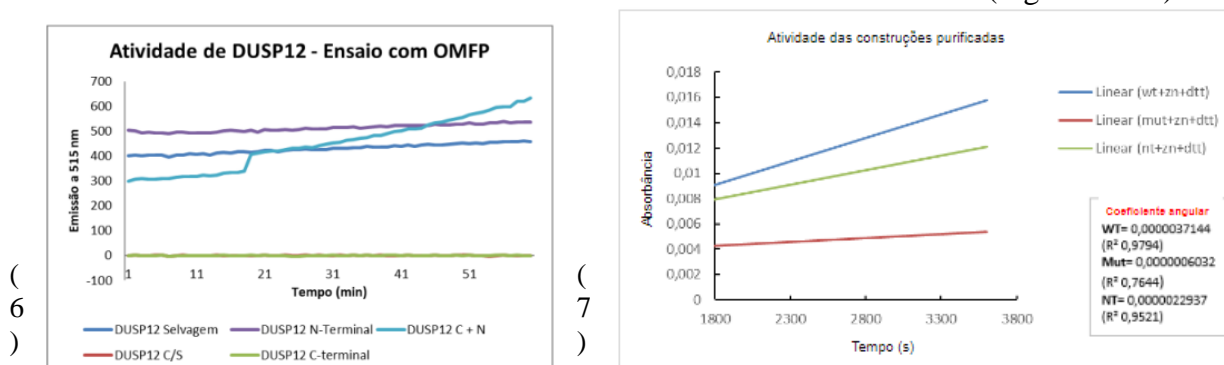 Atividade de DUSP12 - Ensaio com OMFP
700
600
500
400
300
200
100
0
-100
Emissão a 515 nm
1 11 21 31 41 51
Tempo (min)
DUSP12 Selvagem DUSP12 N-Terminal DUSP12 C + N
DUSP12 C/S DUSP12 C-terminal
(
6
)
(
7
)
Atividade das construções purificadas
0,018
0,016
0,014
0,012
0,01
0,008
0,006
0,004
0,002
0
Absorbância
1800 2300 2800 3300 3800
Tempo (s)
Linear (wt+zn+dtt)
Linear (mut+zn+dtt)
Linear (nt+zn+dtt)
Coeficiente angular
WT= 0,0000037144
(R² 0,9794)
Mut= 0,0000006032
(R² 0,7644)
NT= 0,0000022937
(R² 0,9521)